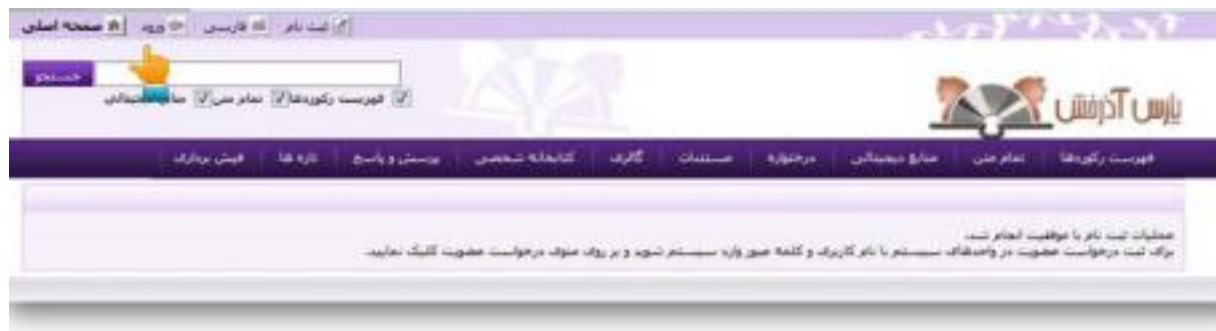 ثبت نام فارسی ورود صفحه اصلی
جستجو
فهرست رکوردها تمام متن منابع دیجیتالی
پارس آذرخش
فهرست رکوردها تمام متن منابع دیجیتالی درختواره مستندات گالری کتابخانه شخصی پرسش و پاسخ تازه ها فیش برداری
عملیات ثبت نام با موفقیت انجام شد.
برای ثبت درخواست عضویت در واحدهای سیستم با نام کاربری و کلمه عبور وارد سیستم شوید و بر روی منوی درخواست عضویت کلیک نمایید.